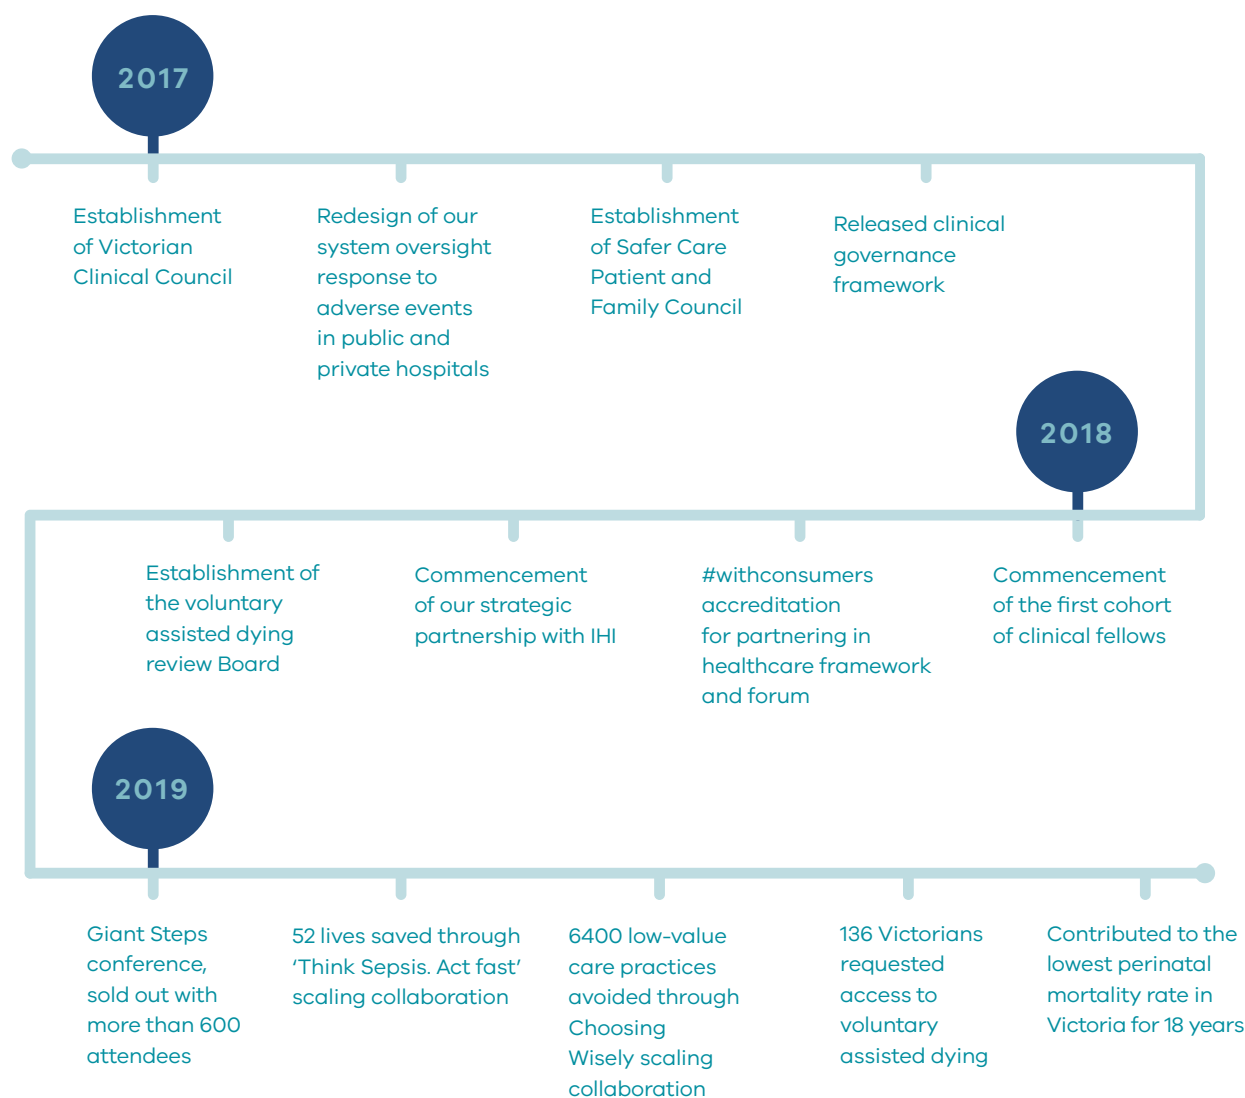 2017
Establishment
of Victorian
Clinical Council
Redesign of our
system oversight
response to
adverse events
in public and
private hospitals
Establishment
of Safer Care
Patient and
Family Council
Released clinical
governance
framework
2018
Commencement
of the first cohort
of clinical fellows
#withconsumers
accreditation
for partnering in
healthcare framework
and forum
Commencement
of our strategic
partnership with IHI
Establishment of
the voluntary
assisted dying
review Board
2019
Giant Steps
conference,
sold out with
more than 600
attendees
52 lives saved through
‘Think Sepsis. Act fast’
scaling collaboration
6400 low-value
care practices
avoided through
Choosing
Wisely scaling
collaboration
136 Victorians
requested
access to
voluntary
assisted dying
Contributed to the
lowest perinatal
mortality rate in
Victoria for 18 years